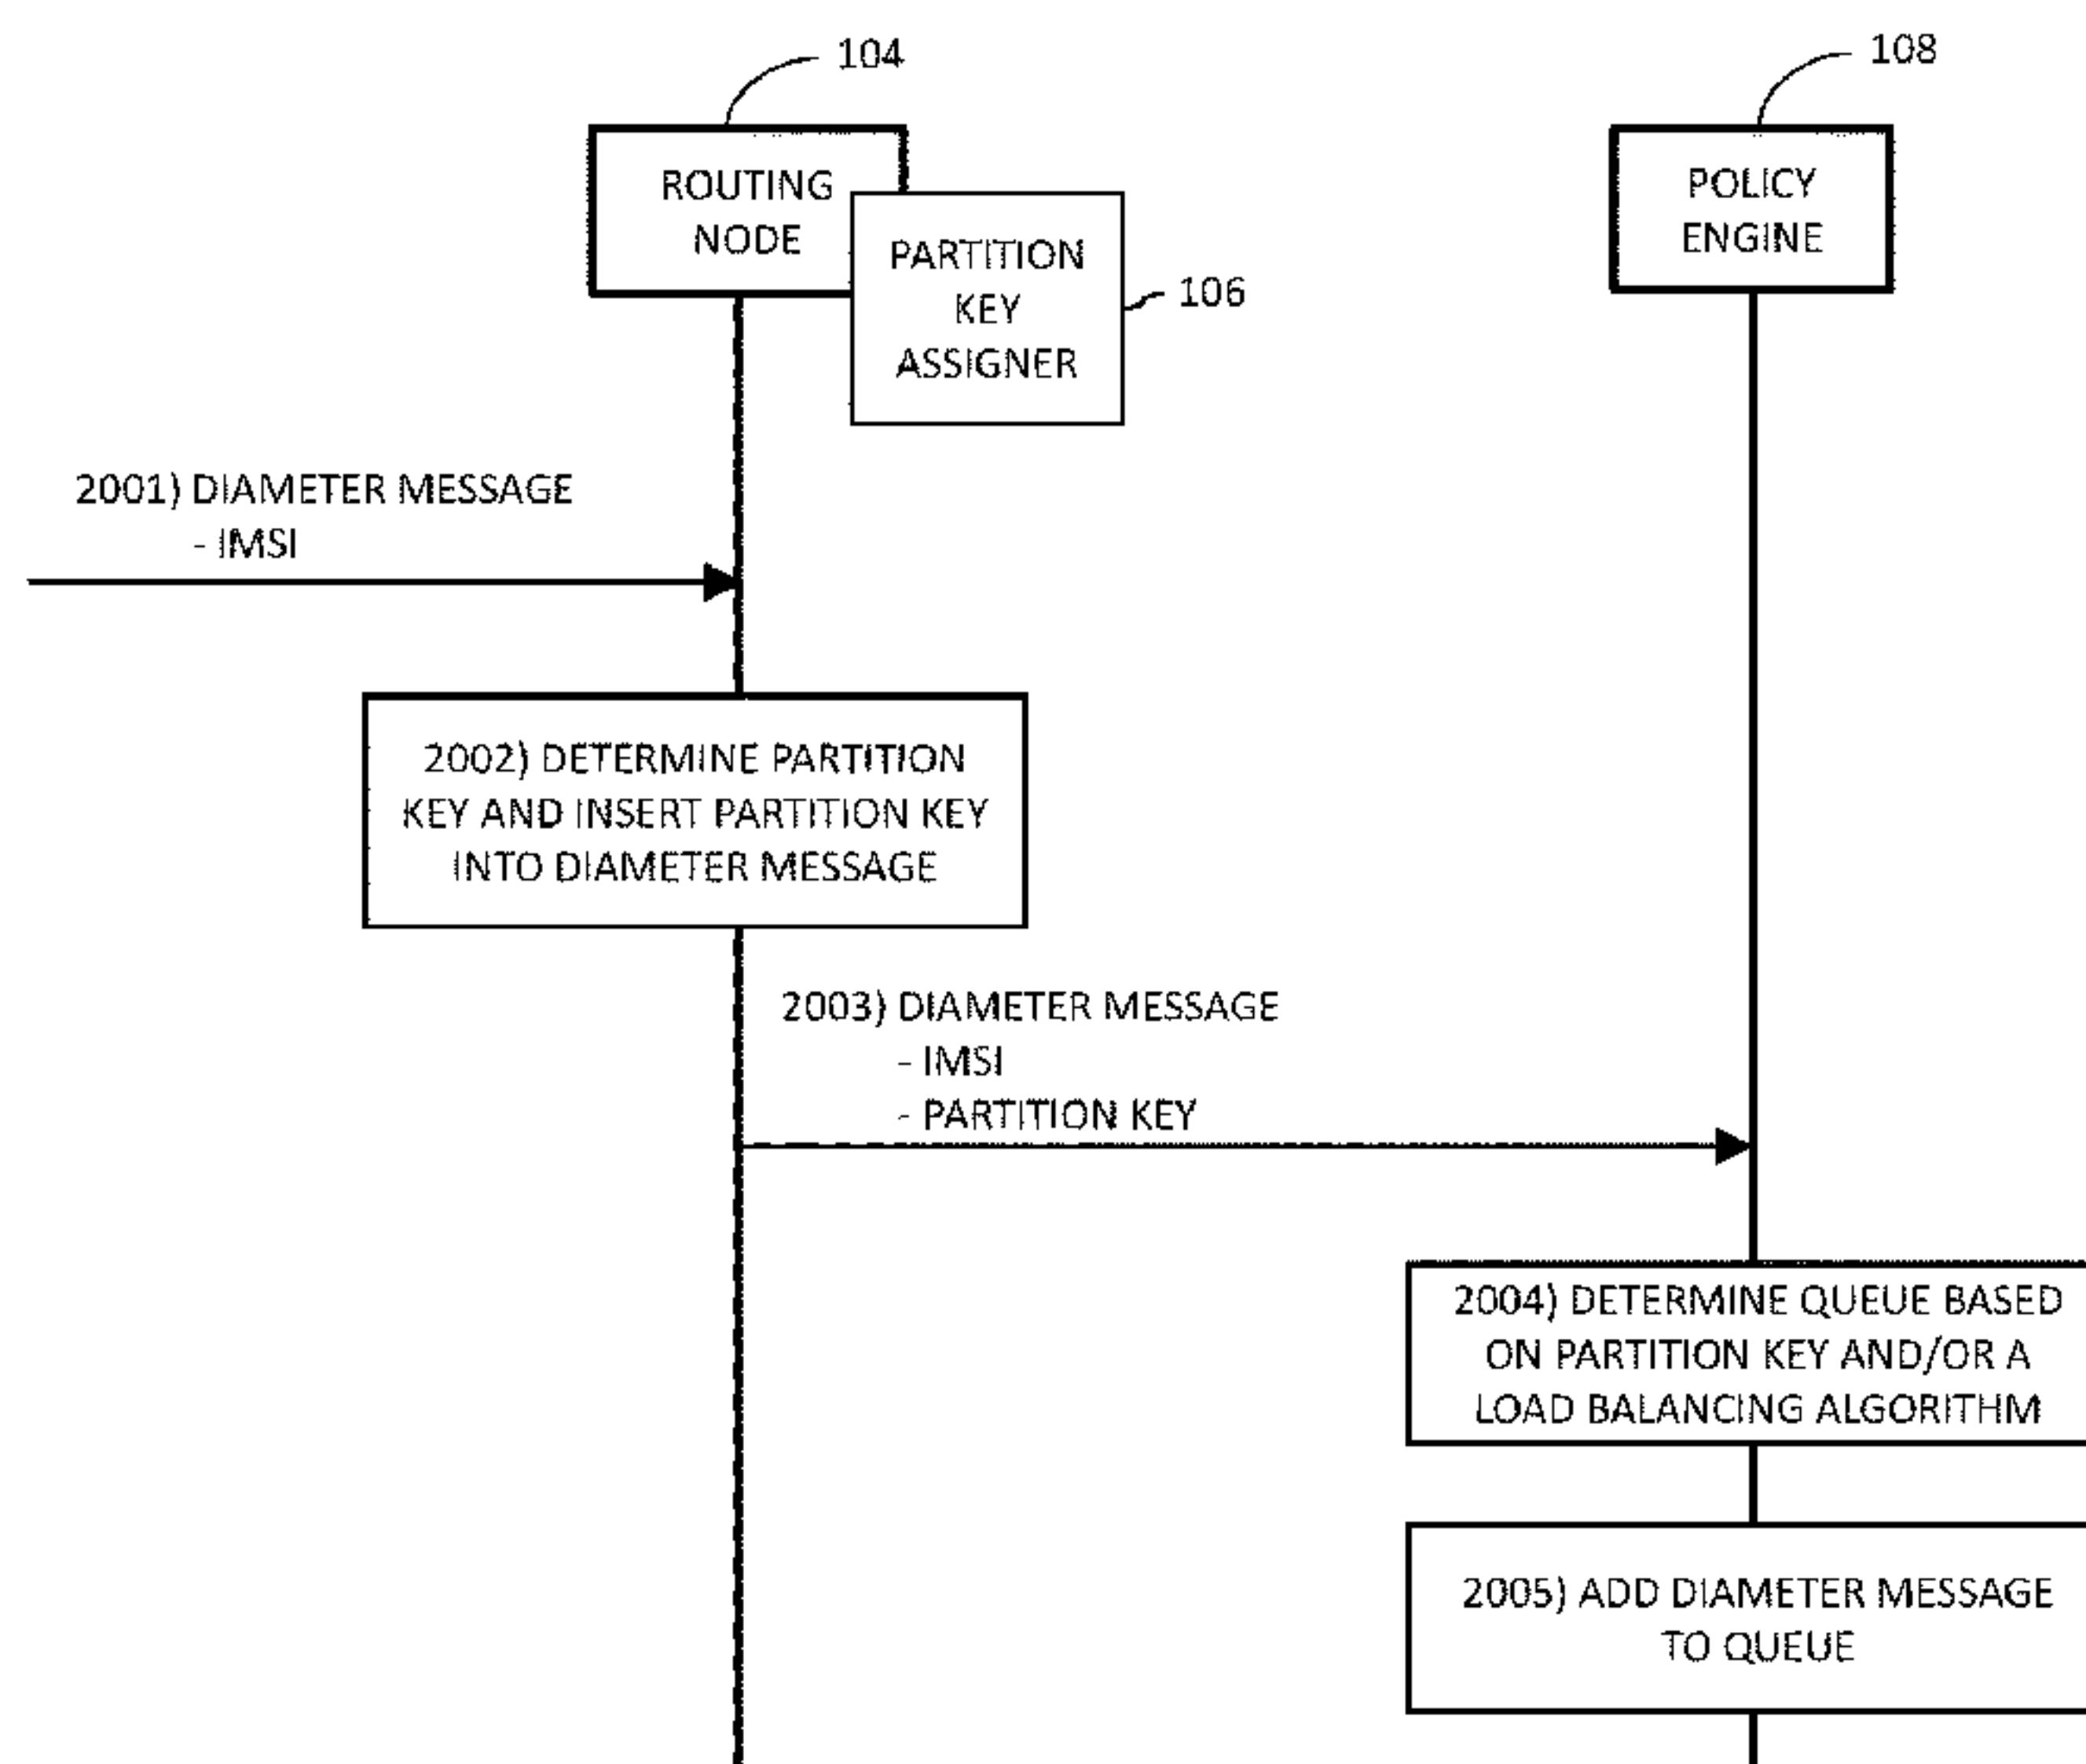 104
108
ROUTING
NODE
POLICY
ENGINE
PARTITION
KEY
ASSIGNER
106
2001) DIAMETER MESSAGE
- IMSI
2002) DETERMINE PARTITION
KEY AND INSERT PARTITION KEY
INTO DIAMETER MESSAGE
2003) DIAMETER MESSAGE
- IMSI
- PARTITION KEY
2004) DETERMINE QUEUE BASED
ON PARTITION KEY AND/OR A
LOAD BALANCING ALGORITHM
2005) ADD DIAMETER MESSAGE
TO QUEUE